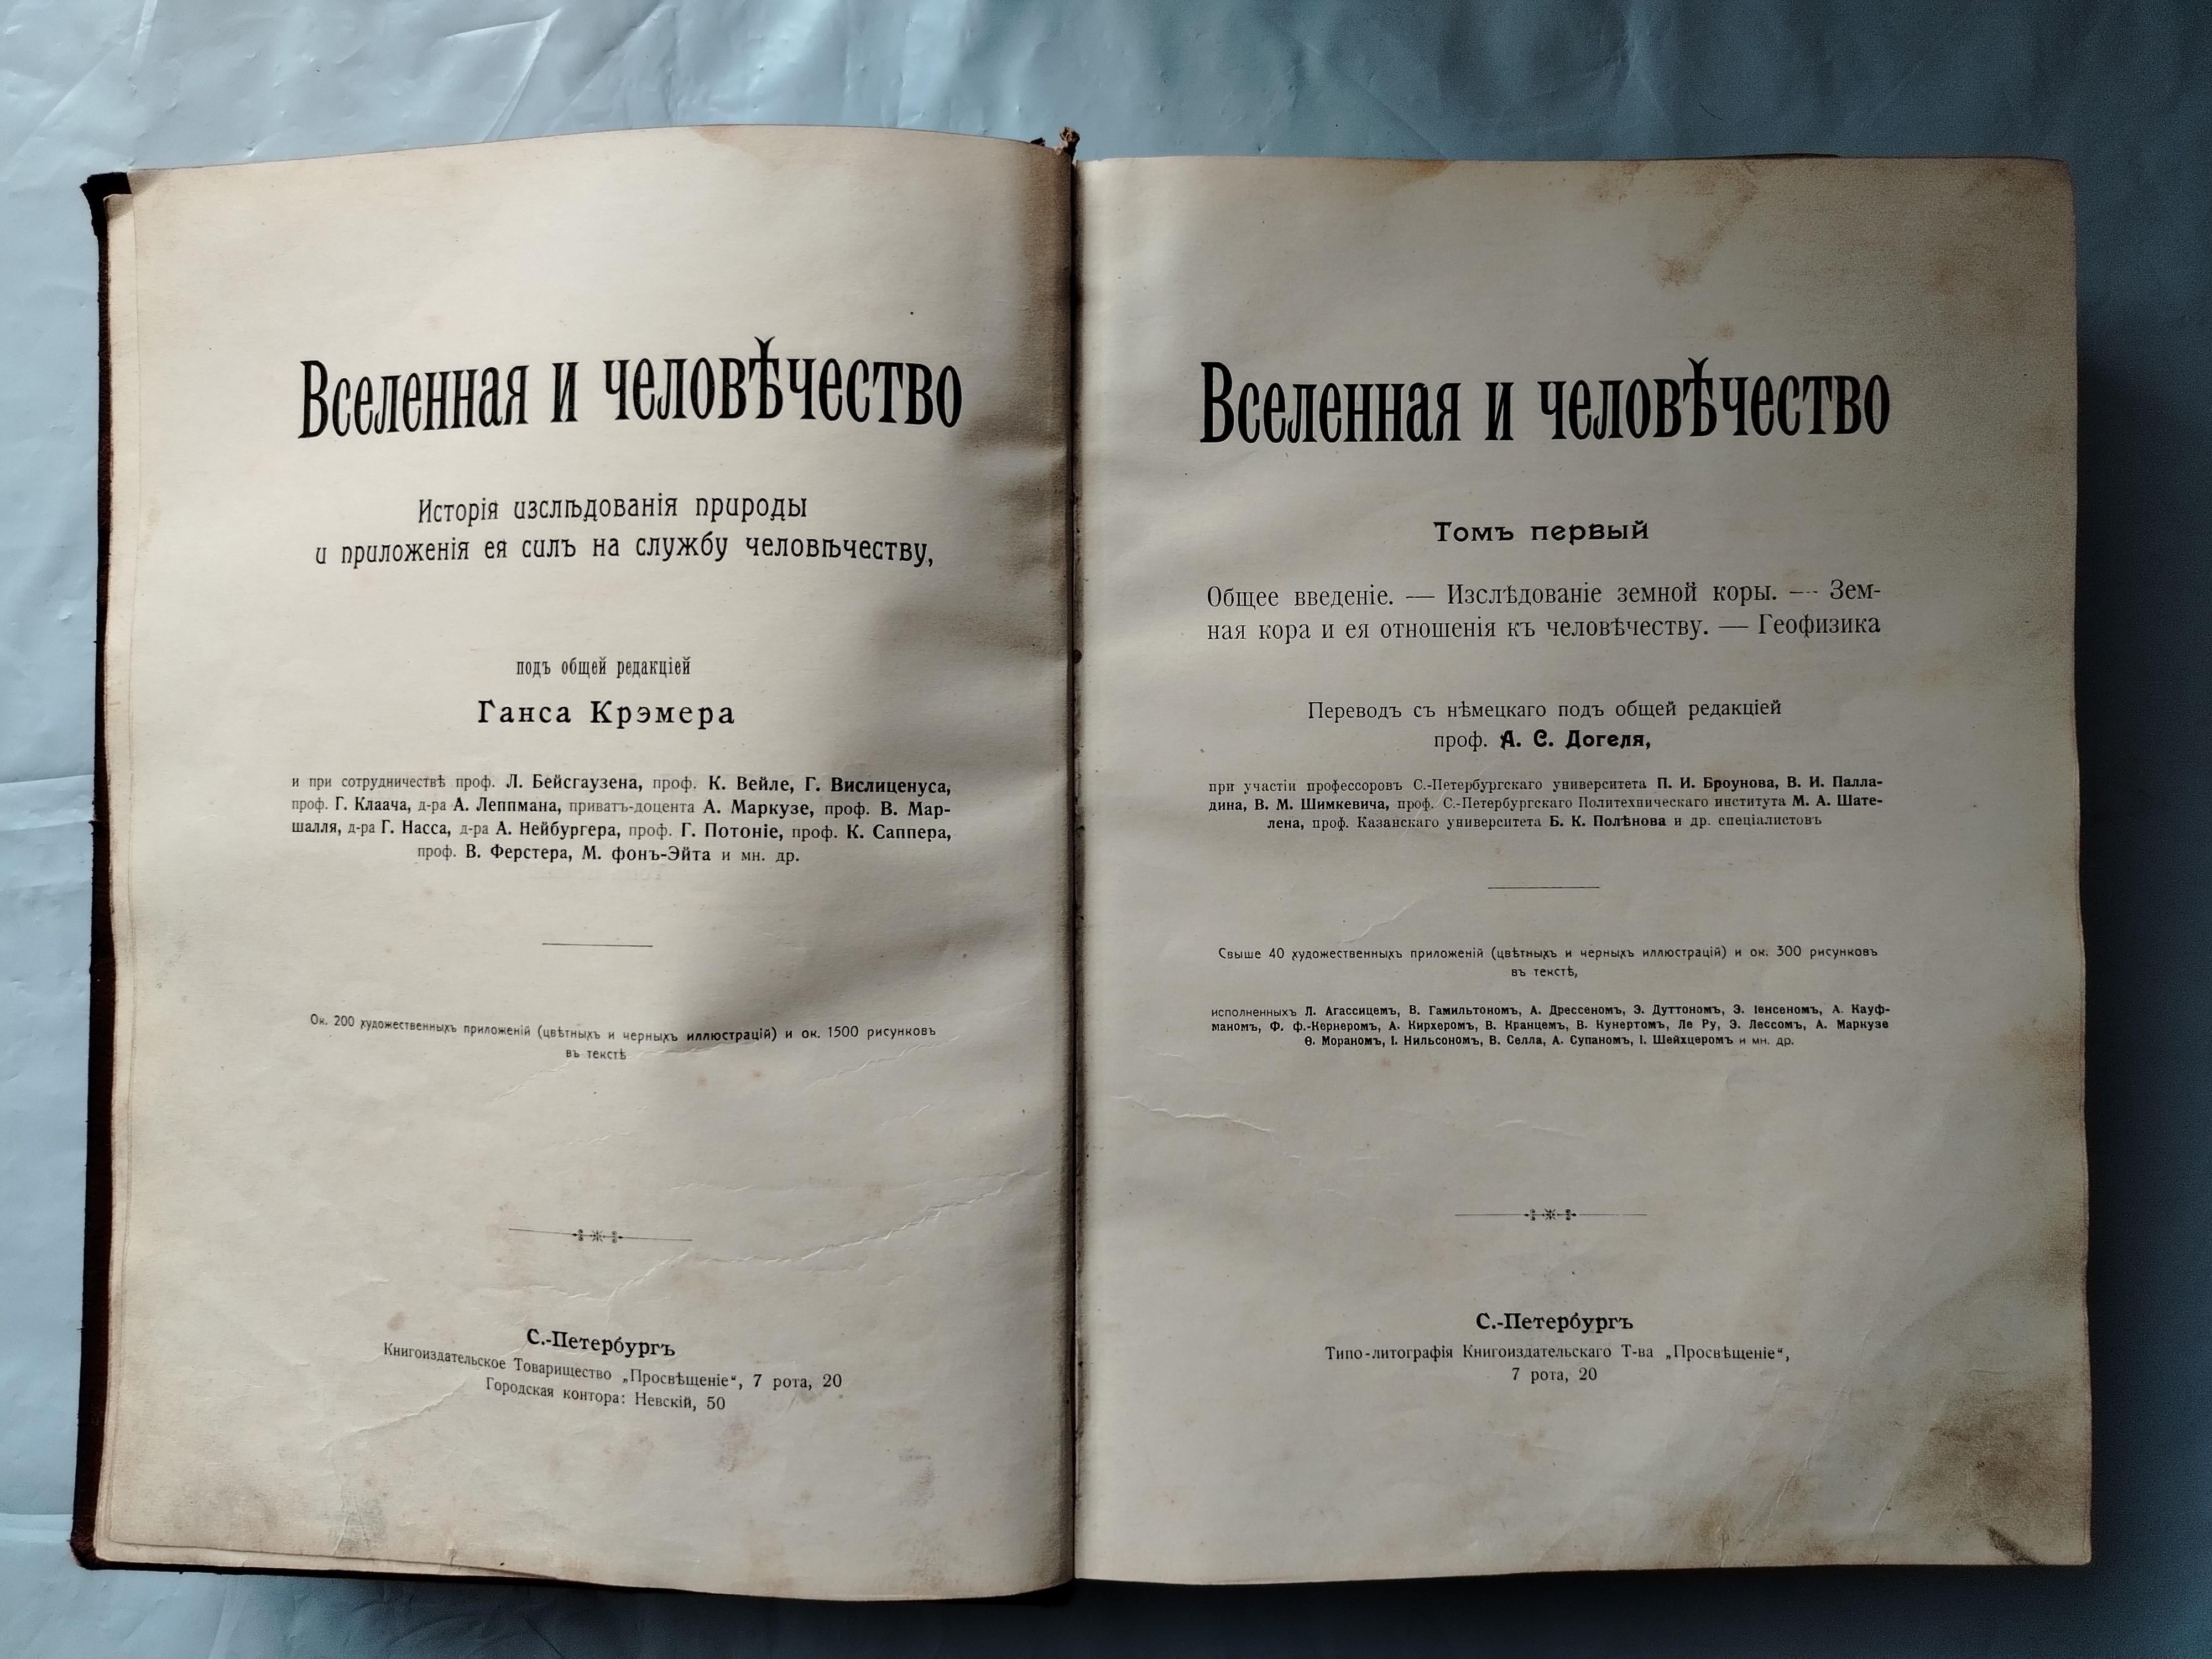 Вселенная и человѣчество
Исторія изслѣдованія природы
и приложенія ея силъ на службу человѣчеству,
подъ общей редакціей
Ганса Крэмера
и при сотрудничествѣ проф. Л. Бейсгаузена, проф. К. Вейле, Г. Вислиценуса,
проф. Г. Клаача, д-ра А. Леппмана, приватъ-доцента А. Маркузе, проф. В. Мар-
шалля, д-ра Г. Насса, д-ра А. Нейбургера, проф. Г. Потоніе, проф. К. Саппера,
проф. В. Ферстера, М. фонъ-Эйта и мн. др.
Ок. 200 художественныхъ приложеній (цвѣтныхъ и черныхъ иллюстрацій) и ок. 1500 рисунковъ
въ текстѣ
С.-Петербургъ
Книгоиздательское Товарищество „Просвѣщеніе“, 7 рота, 20
Городская контора: Невскій, 50
Вселенная и человѣчество
Томъ первый
Общее введеніе. — Изслѣдованіе земной коры. — Зем-
ная кора и ея отношенія къ человѣчеству. — Геофизика
Переводъ съ нѣмецкаго подъ общей редакціей
проф. А. С. Догеля,
при участіи профессоровъ С.-Петербургскаго университета П. И. Броунова, В. И. Палла-
дина, В. М. Шимкевича, проф. С.-Петербургскаго Политехническаго института М. А. Шате-
лена, проф. Казанскаго университета Б. К. Полѣнова и др. спеціалистовъ
Свыше 40 художественныхъ приложеній (цвѣтныхъ и черныхъ иллюстрацій) и ок. 300 рисунковъ
въ текстѣ,
исполненныхъ Л. Агассицемъ, В. Гамильтономъ, А. Дрессеномъ, Э. Дуттономъ, Э. Іенсеномъ, А. Кауф-
маномъ, Ф. ф.-Кернеромъ, А. Кирхеромъ, В. Кранцемъ, В. Кунертомъ, Ле Ру, Э. Лессомъ, А. Маркузе
Ѳ. Мораномъ, І. Нильсономъ, В. Селла, А. Супаномъ, І. Шейхцеромъ и мн. др.
С.-Петербургъ
Типо-литографія Книгоиздательскаго Т-ва „Просвѣщеніе“,
7 рота, 20